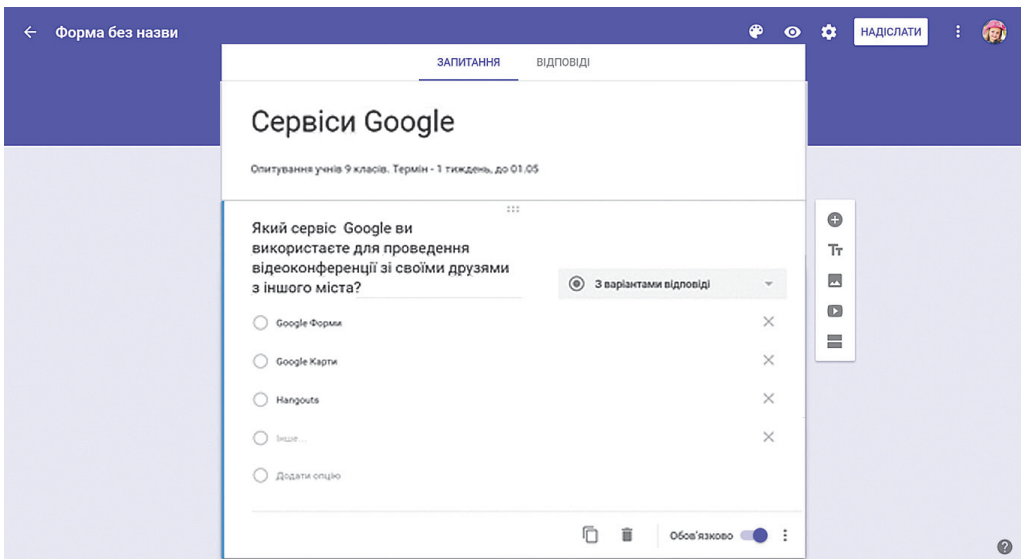 Форма без назви
НАДІСЛАТИ
ЗАПИТАННЯ ВІДПОВІДІ
Сервіси Google
Опитування учнів 9 класів. Термін - 1 тиждень, до 01.05
Який сервіс Google ви
використаєте для проведення
відеоконференції зі своїми друзями
з іншого міста?
З варіантами відповіді
Google Форми
Google Карти
Hangouts
Інше...
Додати опцію
Обов'язково